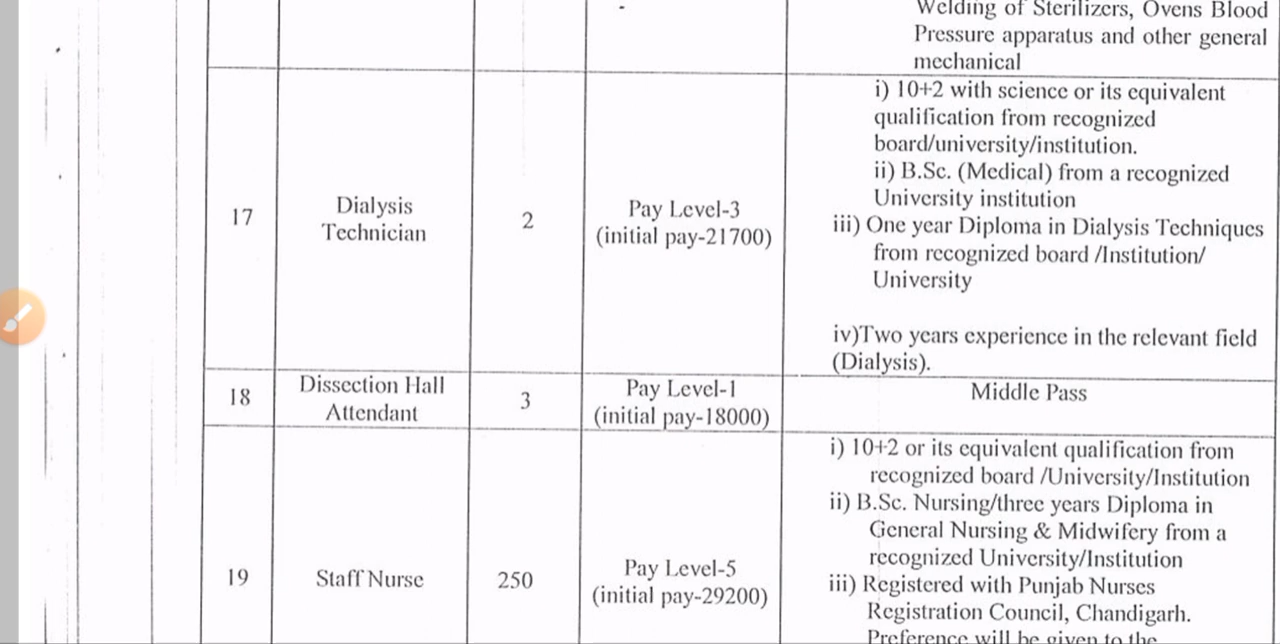 Welding of Sterilizers, Ovens Blood
Pressure apparatus and other general
mechanical
17
Dialysis
Technician
2
Pay Level-3
(initial pay-21700)
i) 10+2 with science or its equivalent
qualification from recognized
board/university/institution.
ii) B.Sc. (Medical) from a recognized
University institution
iii) One year Diploma in Dialysis Techniques
from recognized board /Institution/
University
iv)Two years experience in the relevant field
(Dialysis).
18
Dissection Hall
Attendant
3
Pay Level-1
(initial pay-18000)
Middle Pass
19
Staff Nurse
250
Pay Level-5
(initial pay-29200)
i) 10+2 or its equivalent qualification from
recognized board /University/Institution
ii) B.Sc. Nursing/three years Diploma in
General Nursing & Midwifery from a
recognized University/Institution
iii) Registered with Punjab Nurses
Registration Council, Chandigarh.
Preference will be given to the